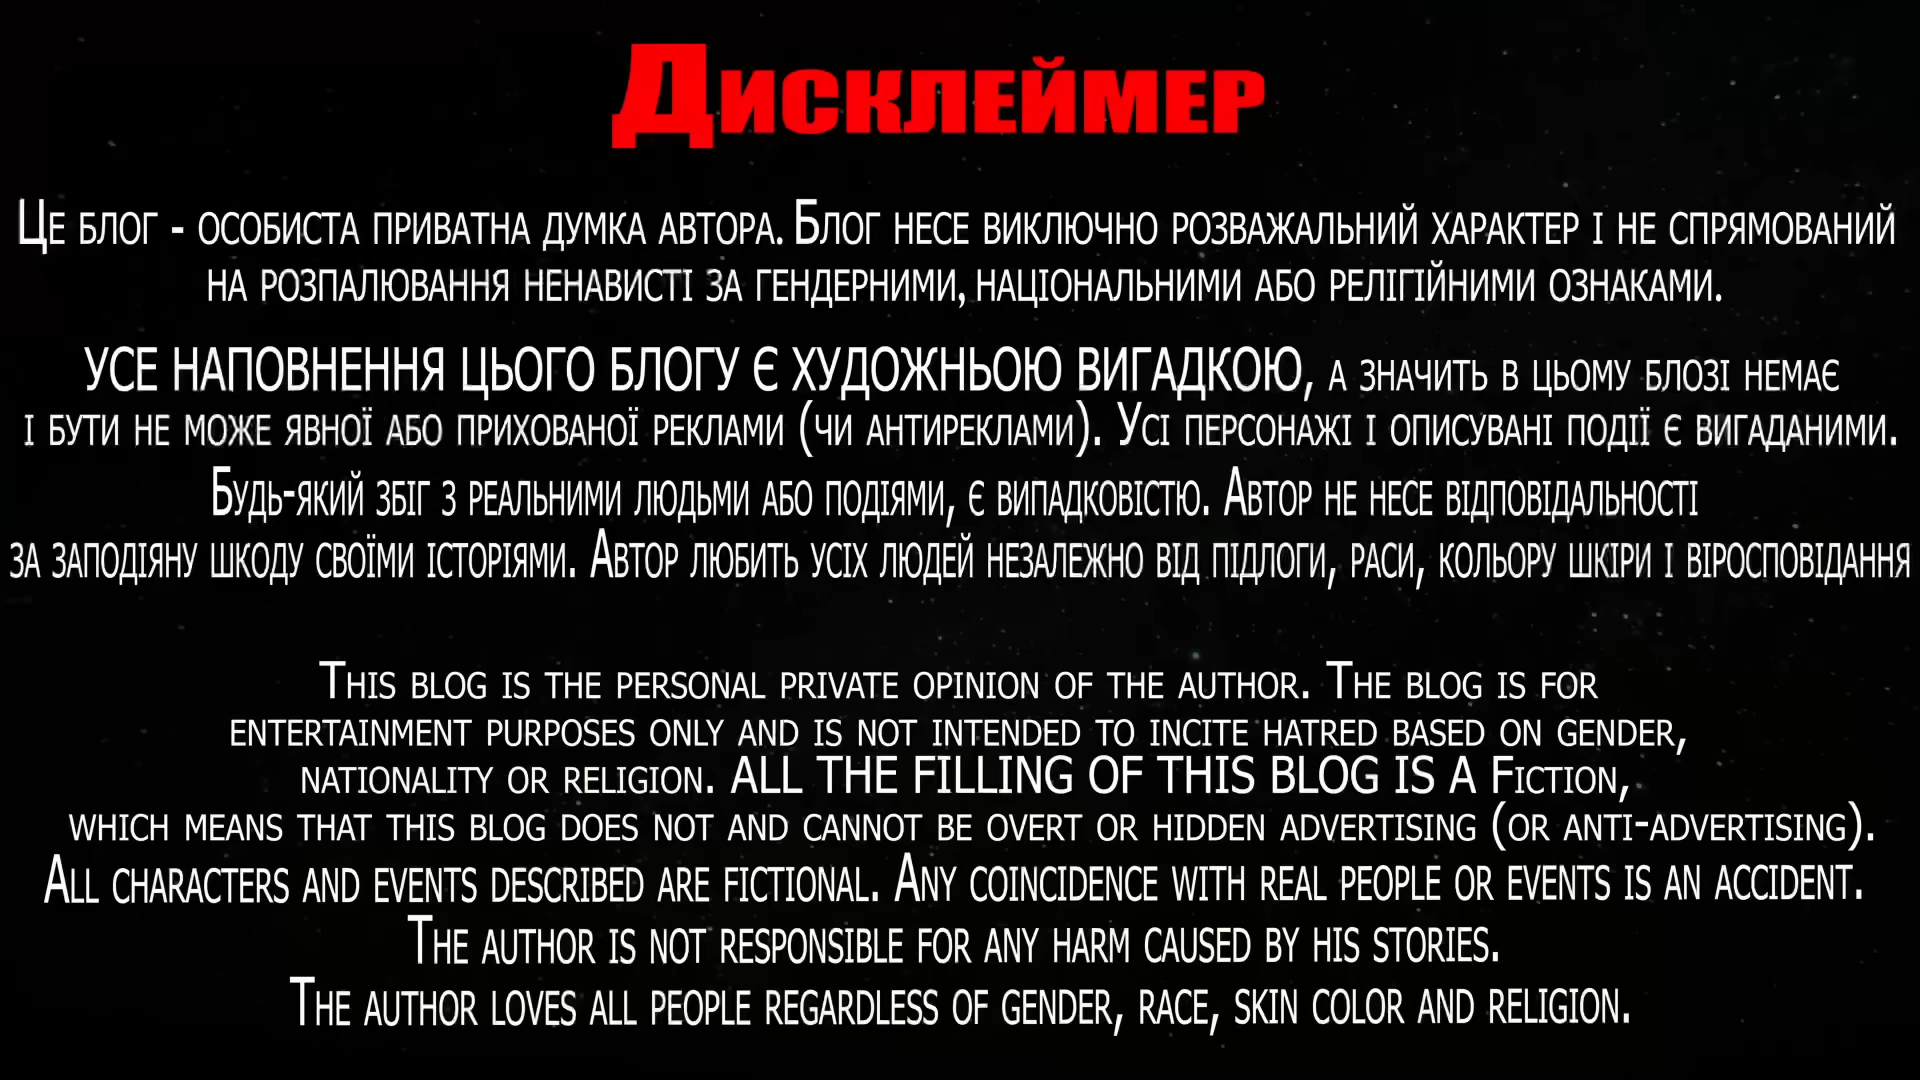 Дисклеймер
Це блог - особиста приватна думка автора. Блог несе виключно розважальний характер і не спрямований
на розпалювання ненависті за гендерними, національними або релігійними ознаками.
УСЕ НАПОВНЕННЯ ЦЬОГО БЛОГУ Є ХУДОЖНЬОЮ ВИГАДКОЮ, а значить в цьому блозі немає
і бути не може явної або прихованої реклами (чи антиреклами). Усі персонажі і описувані події є вигаданими.
Будь-який збіг з реальними людьми або подіями, є випадковістю. Автор не несе відповідальності
за заподіяну шкоду своїми історіями. Автор любить усіх людей незалежно від підлоги, раси, кольору шкіри і віросповідання
This blog is the personal private opinion of the author. The blog is for
entertainment purposes only and is not intended to incite hatred based on gender,
nationality or religion. ALL THE FILLING OF THIS BLOG IS A Fiction,
which means that this blog does not and cannot be overt or hidden advertising (or anti-advertising).
All characters and events described are fictional. Any coincidence with real people or events is an accident.
The author is not responsible for any harm caused by his stories.
The author loves all people regardless of gender, race, skin color and religion.